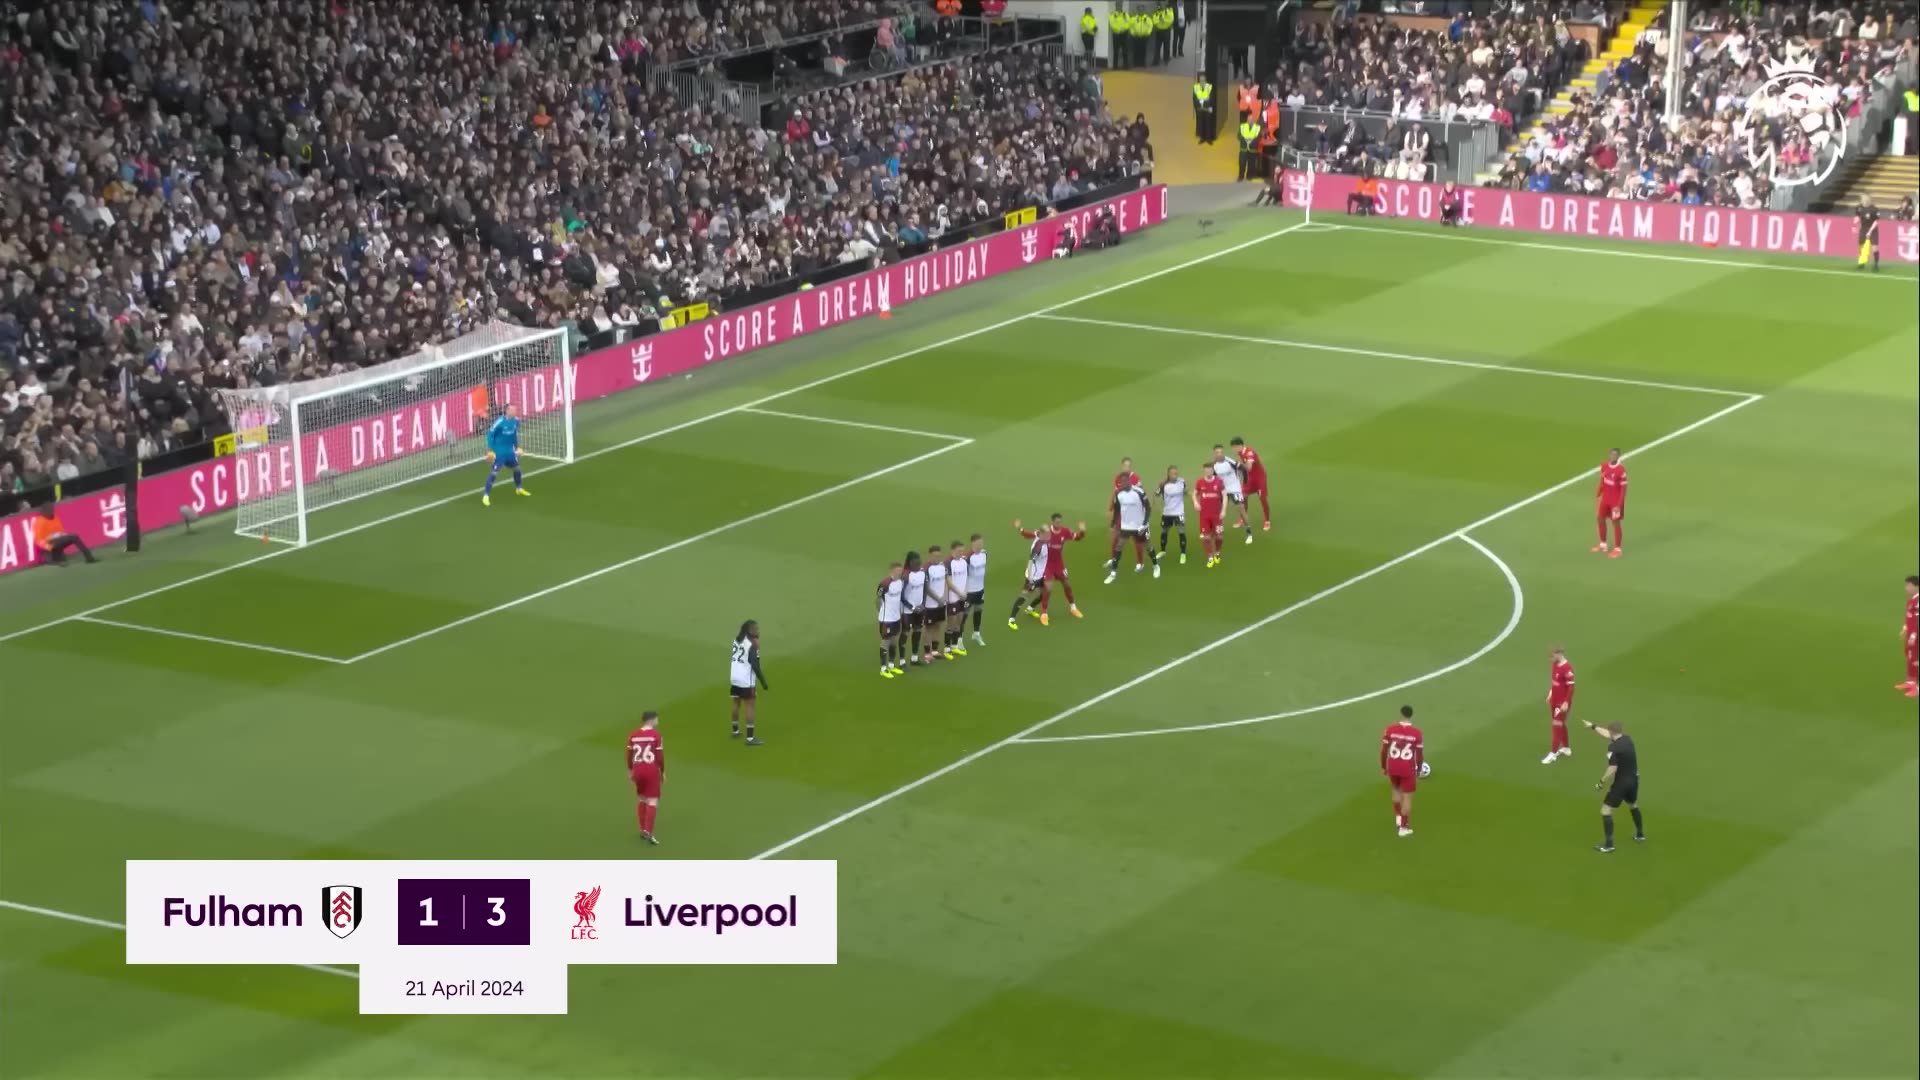 SCORE A D
SCORE A DREAM HOLIDAY
SCORE A DREAM HOLIDAY
AY SCORE A DREAM HOLIDAY
22
26
66
Fulham 1 3 L.F.C. Liverpool
21 April 2024